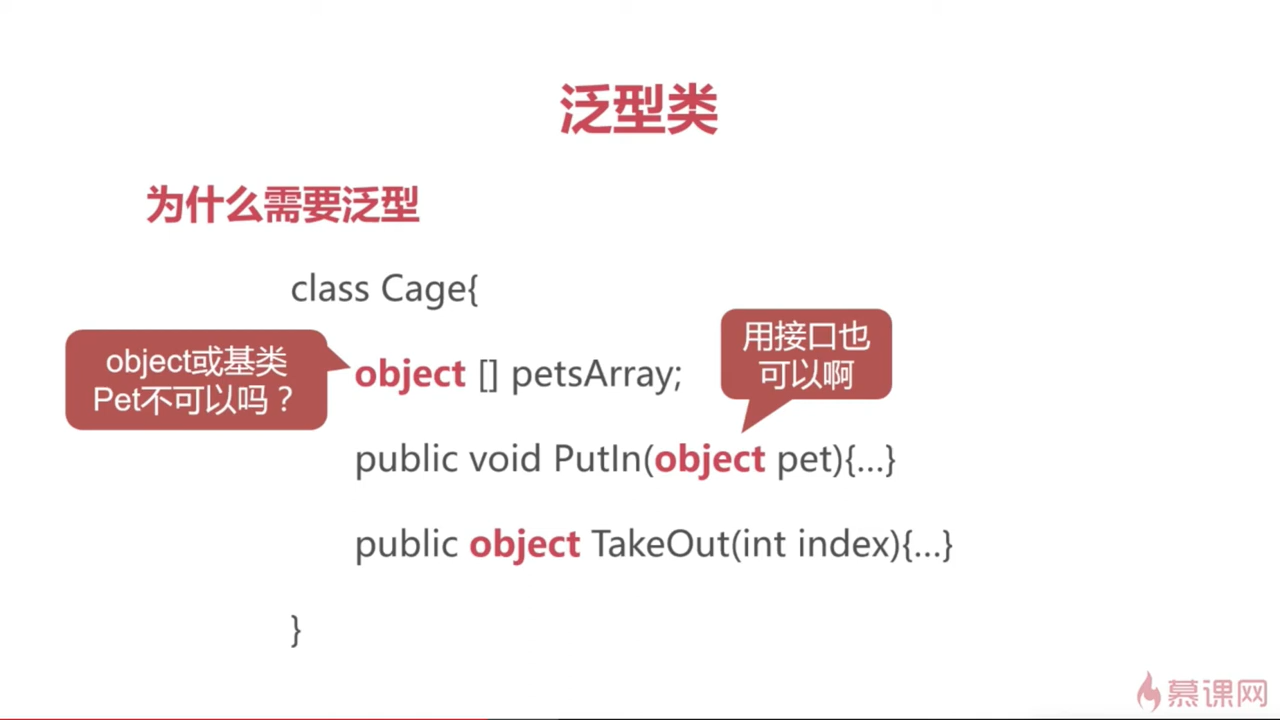 泛型类
为什么需要泛型
class Cage{
object或基类
Pet不可以吗？
object [] petsArray;
用接口也
可以啊
public void PutIn(object pet){...}
public object TakeOut(int index){...}
}
慕课网